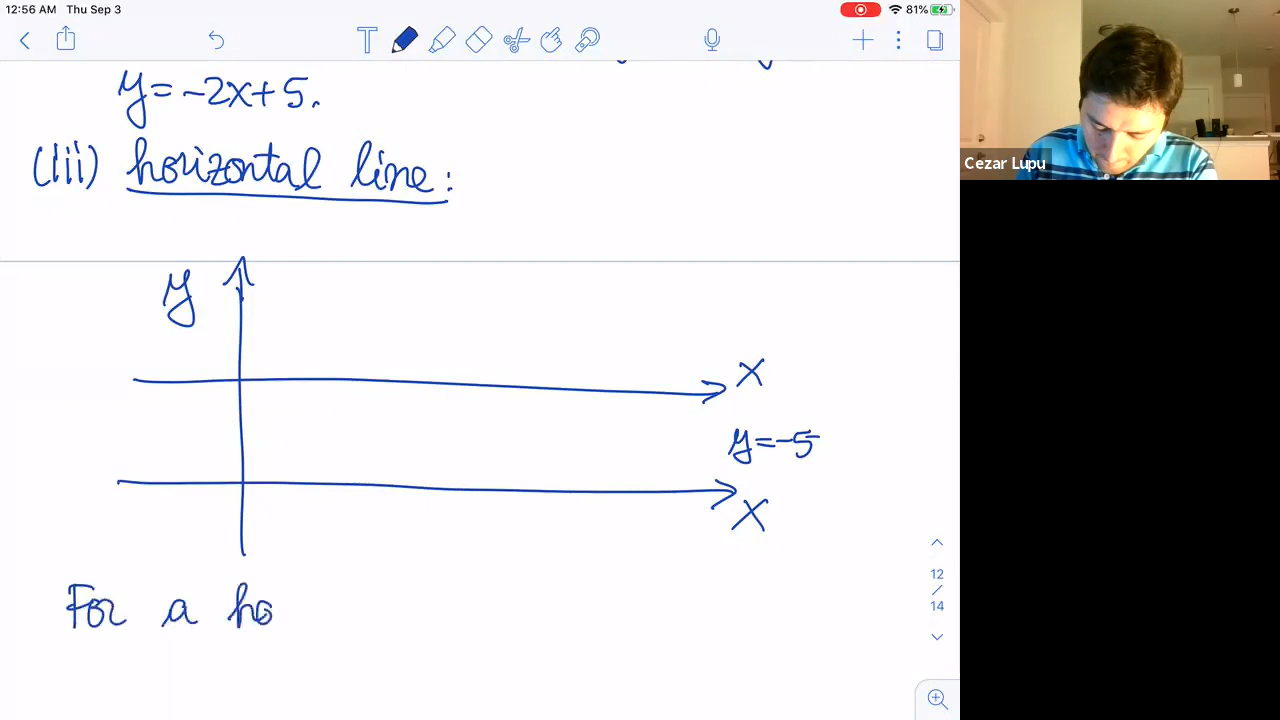 12:56 AM Thu Sep 3
81%
T
y = -2x + 5.
(iii) horizontal line:
y
x
y = -5
x
For a ho
12
/
14
Cezar Lupu